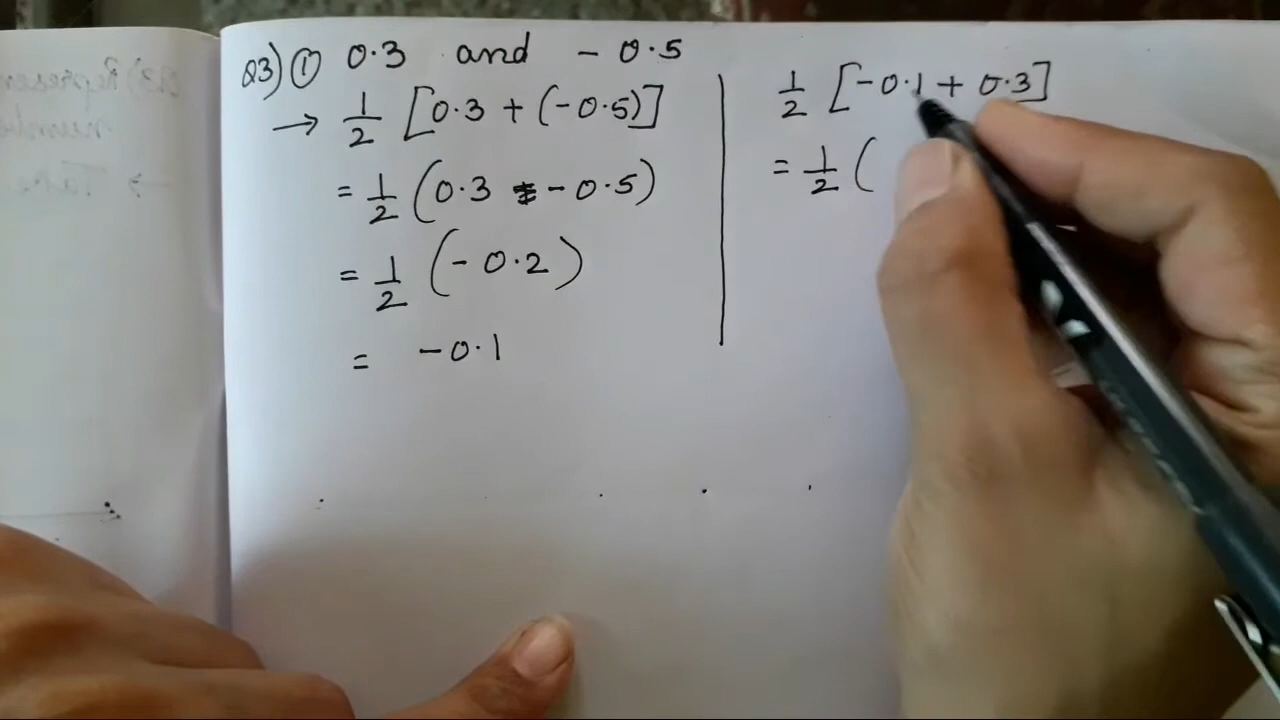 Q3) ① 0.3 and - 0.5
→ 1/2 [0.3 + (-0.5)]
= 1/2 (0.3 - 0.5)
= 1/2 (- 0.2)
= - 0.1
1/2 [-0.1 + 0.3]
= 1/2 (